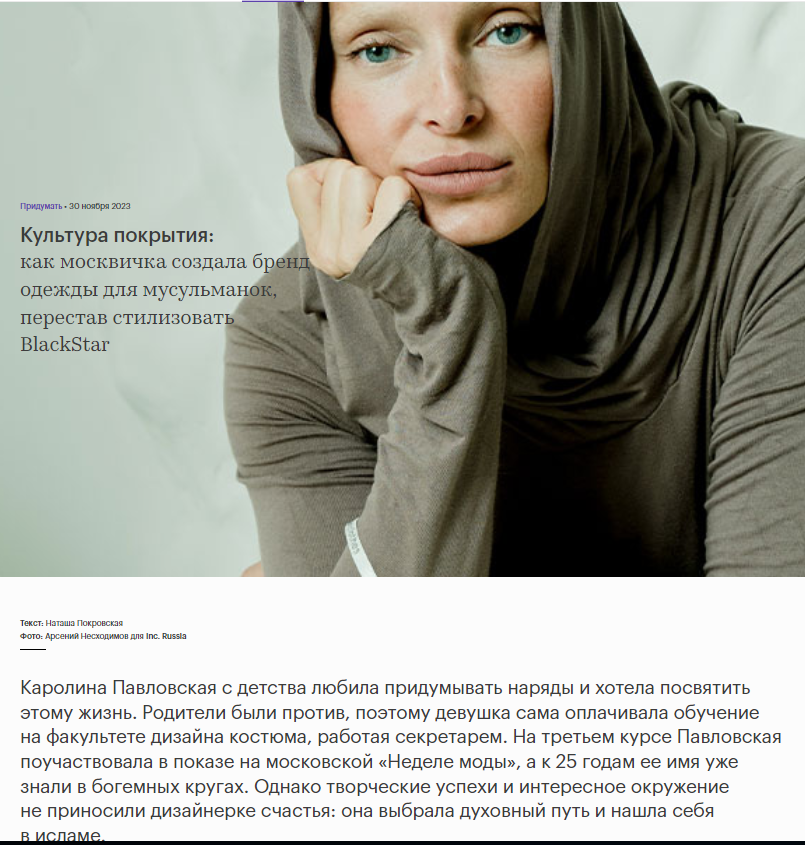 Придумать • 30 ноября 2023
Культура покрытия:
как москвичка создала бренд
одежды для мусульманок,
перестав стилизовать
BlackStar
Текст: Наташа Покровская
Фото: Арсений Несходимов для Inc. Russia
Каролина Павловская с детства любила придумывать наряды и хотела посвятить
этому жизнь. Родители были против, поэтому девушка сама оплачивала обучение
на факультете дизайна костюма, работая секретарем. На третьем курсе Павловская
поучаствовала в показе на московской «Неделе моды», а к 25 годам ее имя уже
знали в богемных кругах. Однако творческие успехи и интересное окружение
не приносили дизайнерке счастья: она выбрала духовный путь и нашла себя
в исламе.